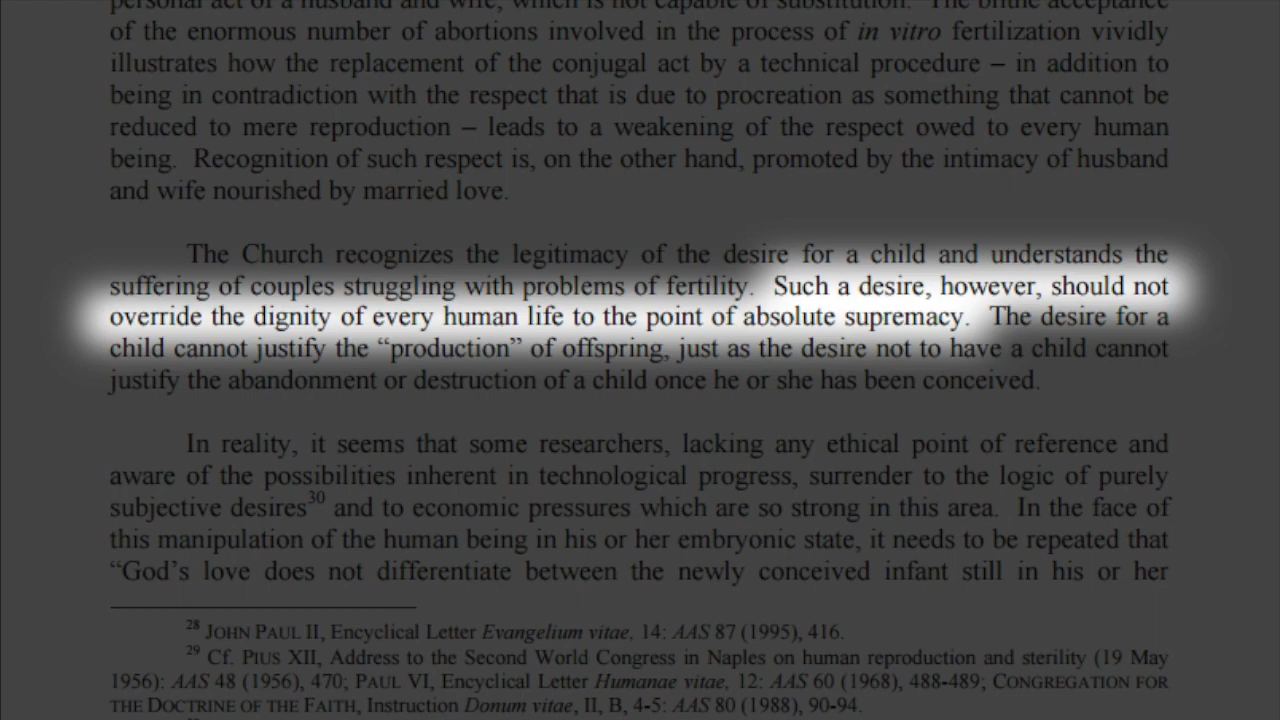 personal act of a husband and wife, which is not capable of substitution. The blithe acceptance
of the enormous number of abortions involved in the process of in vitro fertilization vividly
illustrates how the replacement of the conjugal act by a technical procedure – in addition to
being in contradiction with the respect that is due to procreation as something that cannot be
reduced to mere reproduction – leads to a weakening of the respect owed to every human
being. Recognition of such respect is, on the other hand, promoted by the intimacy of husband
and wife nourished by married love.
The Church recognizes the legitimacy of the desire for a child and understands the
suffering of couples struggling with problems of fertility. Such a desire, however, should not
override the dignity of every human life to the point of absolute supremacy. The desire for a
child cannot justify the “production” of offspring, just as the desire not to have a child cannot
justify the abandonment or destruction of a child once he or she has been conceived.
In reality, it seems that some researchers, lacking any ethical point of reference and
aware of the possibilities inherent in technological progress, surrender to the logic of purely
subjective desires30 and to economic pressures which are so strong in this area. In the face of
this manipulation of the human being in his or her embryonic state, it needs to be repeated that
“God’s love does not differentiate between the newly conceived infant still in his or her
28 JOHN PAUL II, Encyclical Letter Evangelium vitae, 14: AAS 87 (1995), 416.
29 Cf. PIUS XII, Address to the Second World Congress in Naples on human reproduction and sterility (19 May
1956): AAS 48 (1956), 470; PAUL VI, Encyclical Letter Humanae vitae, 12: AAS 60 (1968), 488-489; CONGREGATION FOR
THE DOCTRINE OF THE FAITH, Instruction Donum vitae, II, B, 4-5: AAS 80 (1988), 90-94.